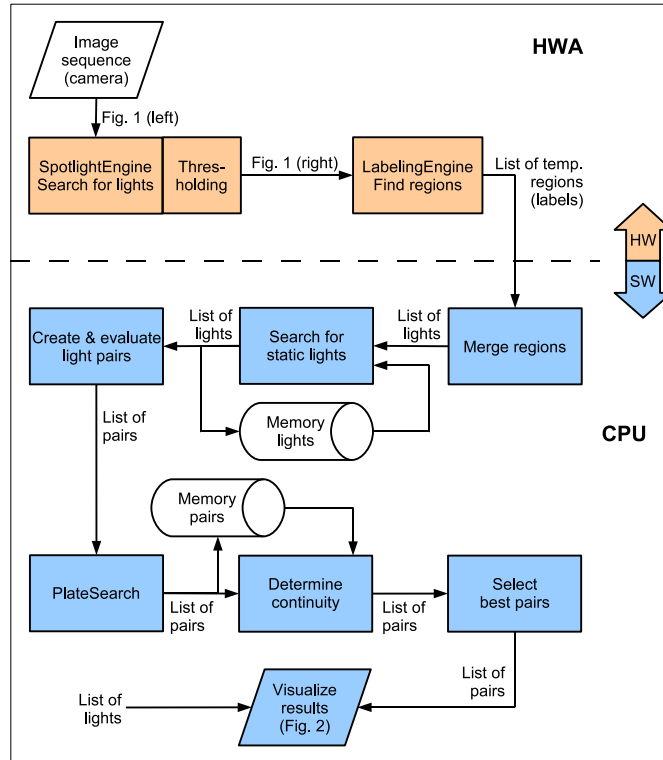 Image
sequence
(camera)
HWA
Fig. 1 (left)
SpotlightEngine
Search for lights
Thres-
holding
Fig. 1 (right)
LabelingEngine
Find regions
List of temp.
regions
(labels)
HW
SW
Create & evaluate
light pairs
List of
lights
Search for
static lights
List of
lights
Merge regions
Memory
lights
List of
pairs
CPU
Memory
pairs
PlateSearch
List of
pairs
Determine
continuity
List of
pairs
Select
best pairs
List of
pairs
List of
lights
Visualize
results
(Fig. 2)